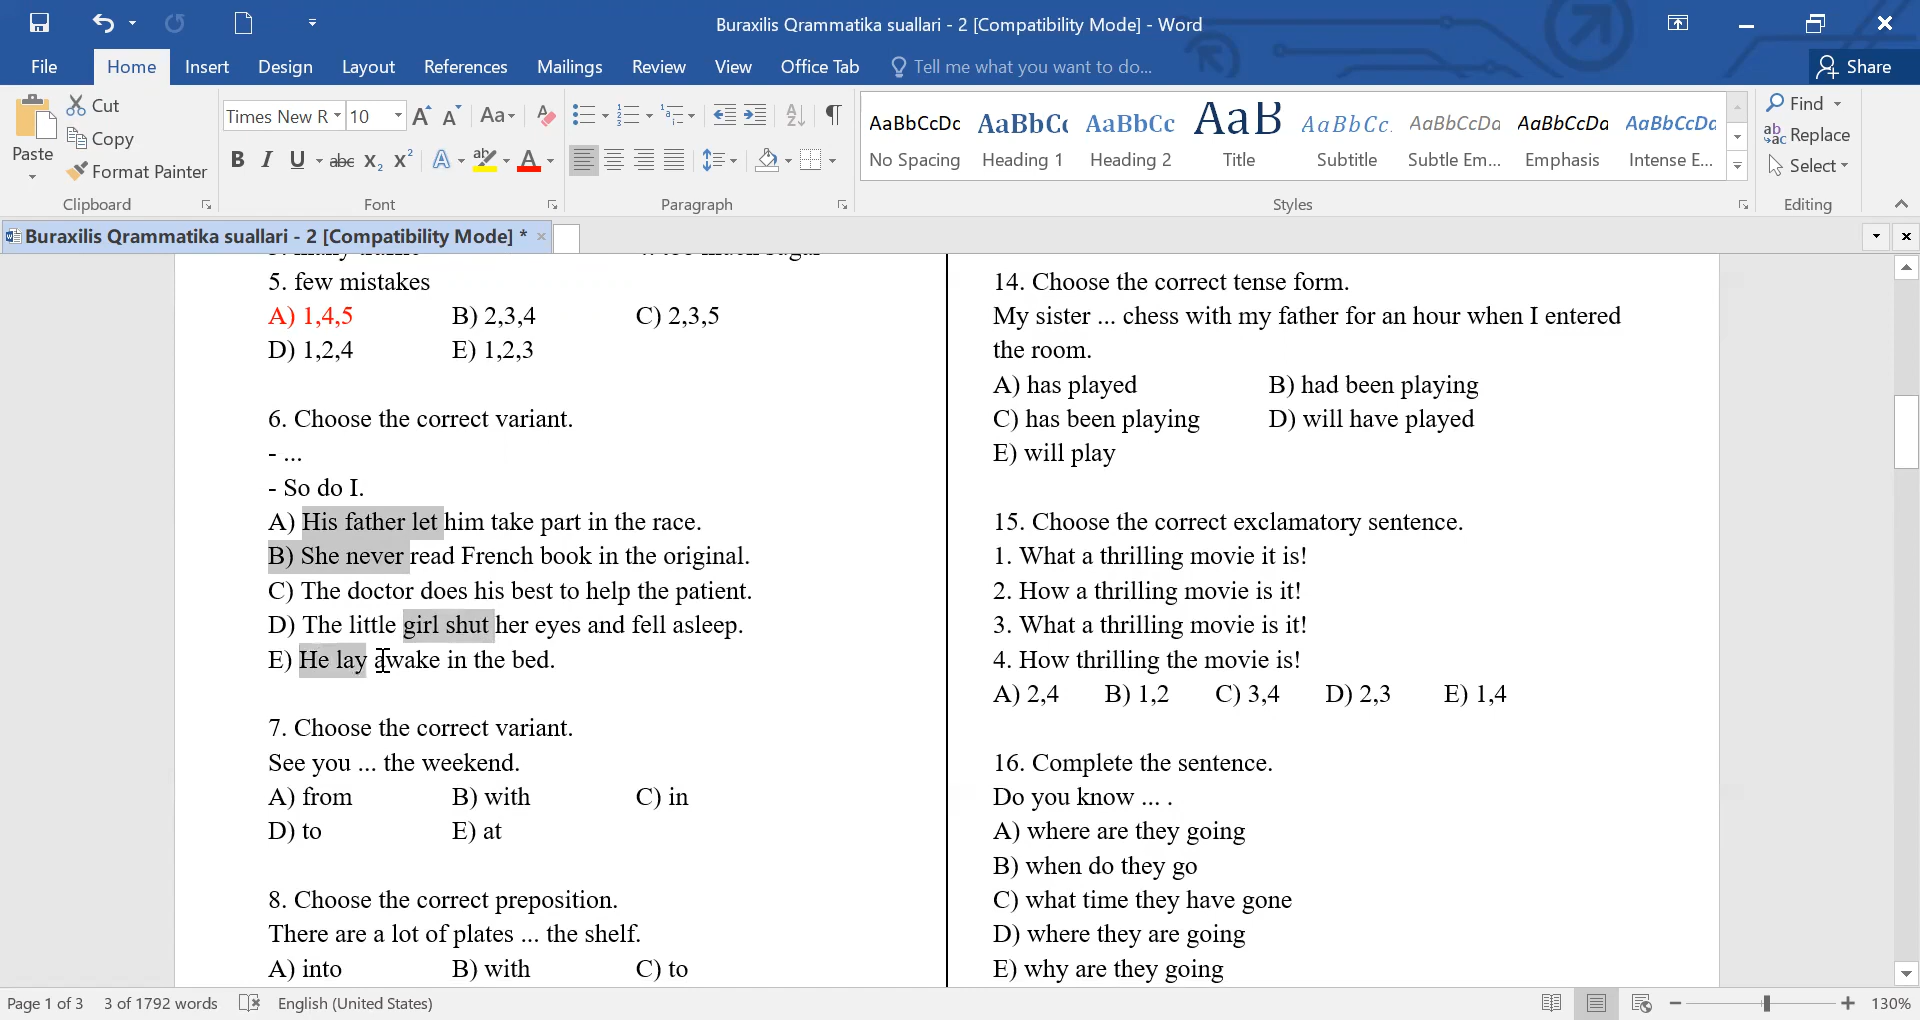 Buraxilis Qrammatika suallari - 2 [Compatibility Mode] - Word
File Home Insert Design Layout References Mailings Review View Office Tab Tell me what you want to do... Share
Paste Cut Copy Format Painter Clipboard
Times New R 10 Aa
B I U abc X₂ X² A ab A
Font
Paragraph
AaBbCcDc AaBbCc AaBbCc AaB AaBbCc. AaBbCcDd AaBbCcDd AaBbCcDd
No Spacing Heading 1 Heading 2 Title Subtitle Subtle Em... Emphasis Intense E...
Styles
Find
Replace
Select
Editing
Buraxilis Qrammatika suallari - 2 [Compatibility Mode] *
5. few mistakes
A) 1,4,5 B) 2,3,4 C) 2,3,5
D) 1,2,4 E) 1,2,3
6. Choose the correct variant.
- ...
- So do I.
A) His father let him take part in the race.
B) She never read French book in the original.
C) The doctor does his best to help the patient.
D) The little girl shut her eyes and fell asleep.
E) He lay awake in the bed.
7. Choose the correct variant.
See you ... the weekend.
A) from B) with C) in
D) to E) at
8. Choose the correct preposition.
There are a lot of plates ... the shelf.
A) into B) with C) to
14. Choose the correct tense form.
My sister ... chess with my father for an hour when I entered
the room.
A) has played B) had been playing
C) has been playing D) will have played
E) will play
15. Choose the correct exclamatory sentence.
1. What a thrilling movie it is!
2. How a thrilling movie is it!
3. What a thrilling movie is it!
4. How thrilling the movie is!
A) 2,4 B) 1,2 C) 3,4 D) 2,3 E) 1,4
16. Complete the sentence.
Do you know ... .
A) where are they going
B) when do they go
C) what time they have gone
D) where they are going
E) why are they going
Page 1 of 3 3 of 1792 words English (United States) 130%